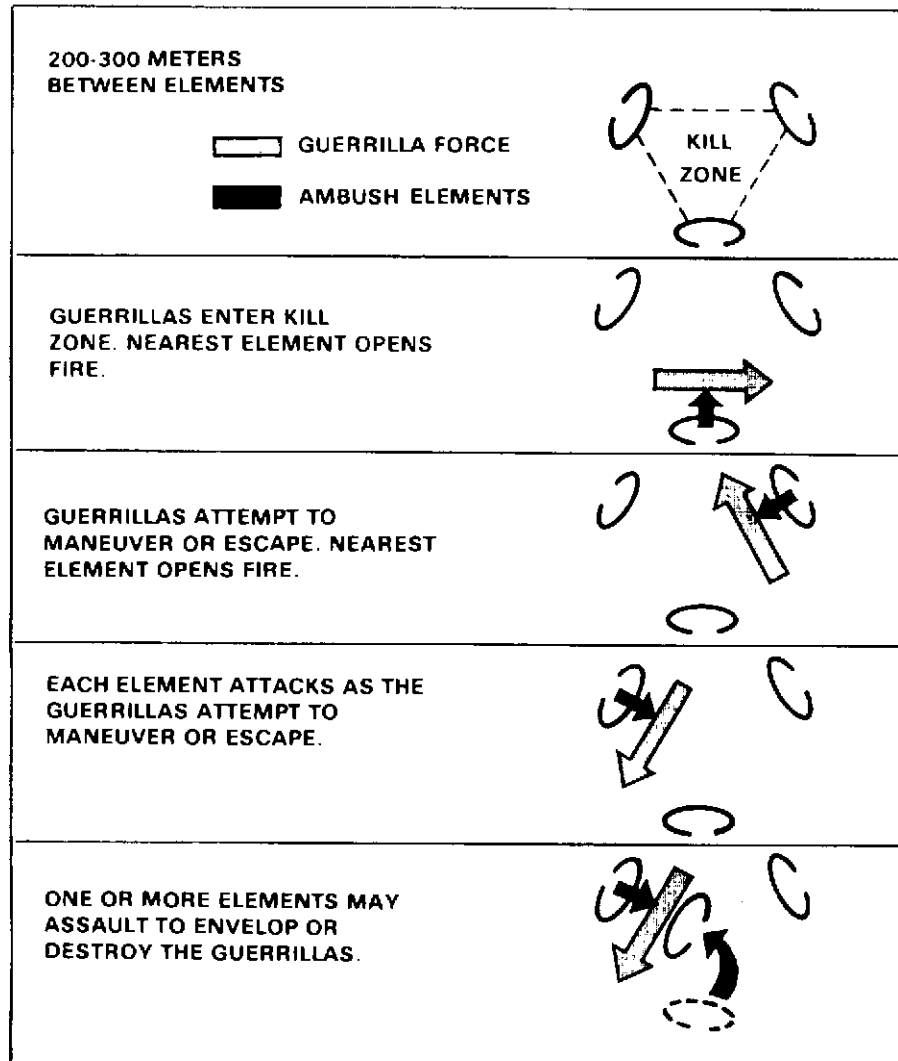 200-300 METERS
BETWEEN ELEMENTS
GUERRILLA FORCE
AMBUSH ELEMENTS
KILL
ZONE
GUERRILLAS ENTER KILL
ZONE. NEAREST ELEMENT OPENS
FIRE.
GUERRILLAS ATTEMPT TO
MANEUVER OR ESCAPE. NEAREST
ELEMENT OPENS FIRE.
EACH ELEMENT ATTACKS AS THE
GUERRILLAS ATTEMPT TO
MANEUVER OR ESCAPE.
ONE OR MORE ELEMENTS MAY
ASSAULT TO ENVELOP OR
DESTROY THE GUERRILLAS.